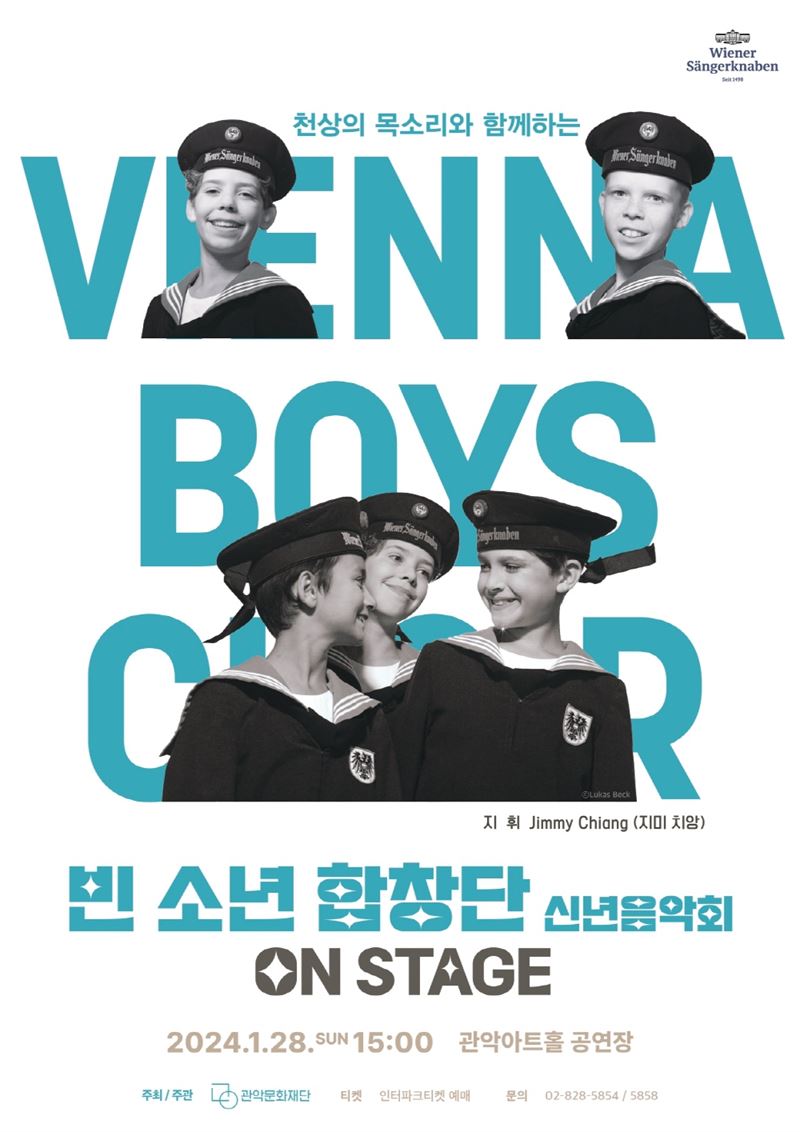 Wiener
Sängerknaben
Seit 1498
천상의 목소리와 함께하는
VIENNA
Wiener Sängerknaben
Wiener Sängerknaben
BOYS
Wiener Sängerknaben
Sängerknaben
CHOIR
©Lukas Beck
지 휘 Jimmy Chiang (지미 치앙)
빈 소년 합창단 신년음악회
ON STAGE
2024.1.28.SUN 15:00 관악아트홀 공연장
주최/주관 관악문화재단 티켓 인터파크티켓 예매 문의 02-828-5854 / 5858